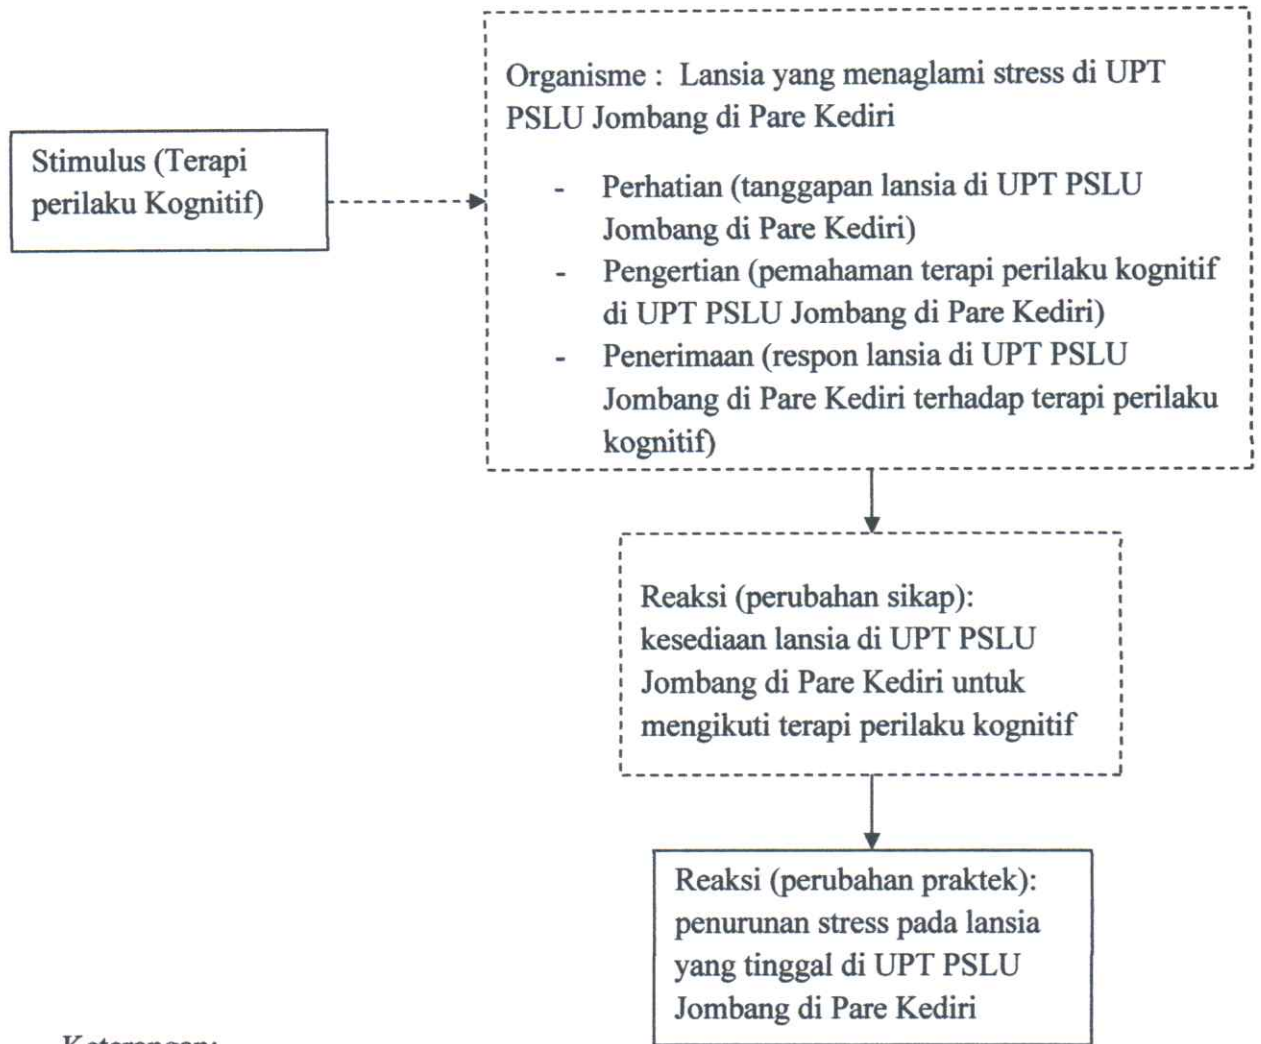 Organisme : Lansia yang menaglami stress di UPT
PSLU Jombang di Pare Kediri
Stimulus (Terapi
perilaku Kognitif)
- Perhatian (tanggapan lansia di UPT PSLU
Jombang di Pare Kediri)
- Pengertian (pemahaman terapi perilaku kognitif
di UPT PSLU Jombang di Pare Kediri)
- Penerimaan (respon lansia di UPT PSLU
Jombang di Pare Kediri terhadap terapi perilaku
kognitif)
Reaksi (perubahan sikap):
kesediaan lansia di UPT PSLU
Jombang di Pare Kediri untuk
mengikuti terapi perilaku kognitif
Reaksi (perubahan praktek):
penurunan stress pada lansia
yang tinggal di UPT PSLU
Jombang di Pare Kediri